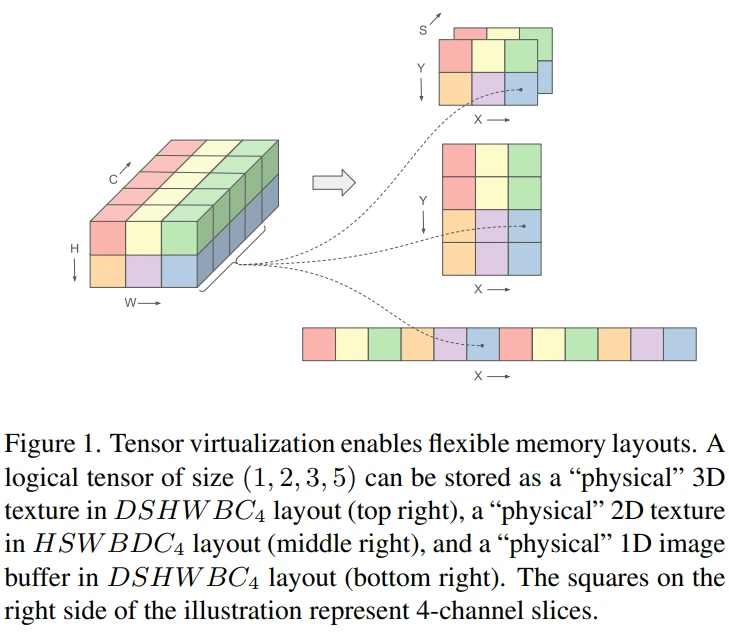 S
Y
X
C
H
W
Y
X
X
Figure 1. Tensor virtualization enables flexible memory layouts. A
logical tensor of size (1, 2, 3, 5) can be stored as a “physical” 3D
texture in DSHWBC₄ layout (top right), a “physical” 2D texture
in HSWBDC₄ layout (middle right), and a “physical” 1D image
buffer in DSHWBC₄ layout (bottom right). The squares on the
right side of the illustration represent 4-channel slices.